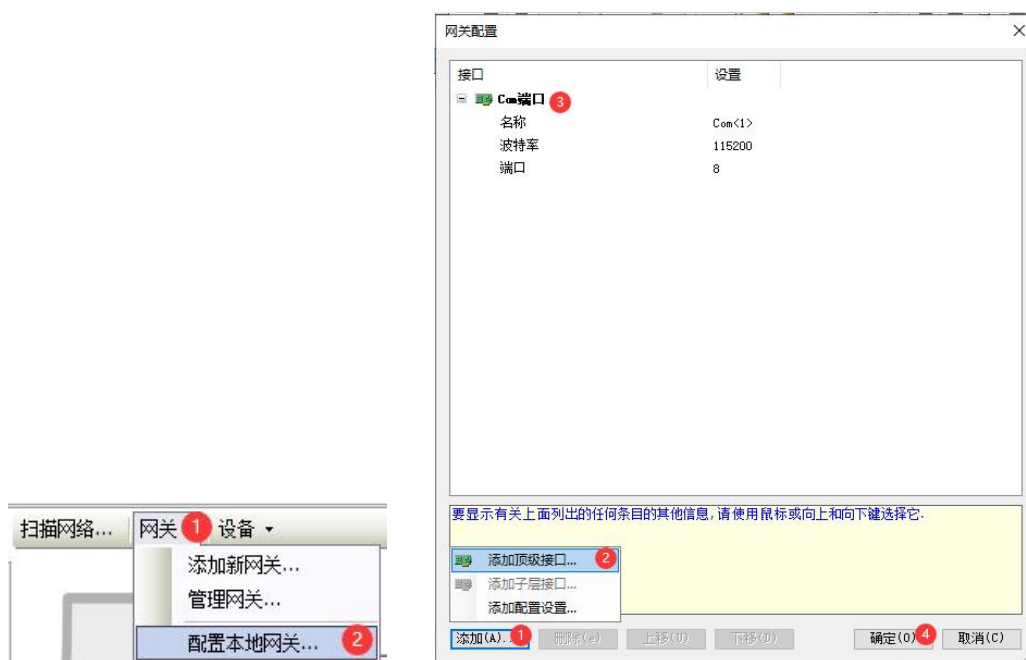 扫描网络... 网关 1 设备
添加新网关...
管理网关...
配置本地网关... 2
网关配置
接口 设置
Com端口 3
名称 Com<1>
波特率 115200
端口 8
要显示有关上面列出的任何条目的其他信息,请使用鼠标或向上和向下键选择它.
添加顶级接口... 2
添加子层接口...
添加配置设置...
添加(A)... 1 删除(e) 上移(U) 下移(D) 确定(O) 4 取消(C)